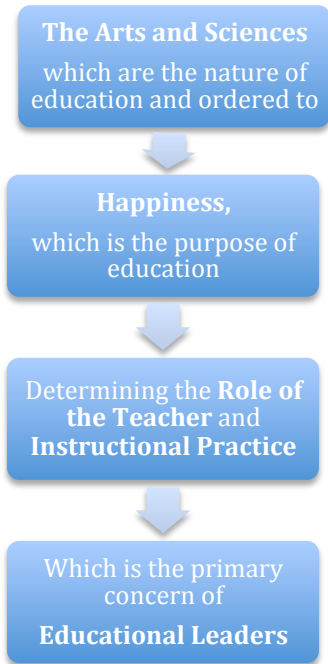 The Arts and Sciences
which are the nature of
education and ordered to
Happiness,
which is the purpose of
education
Determining the Role of
the Teacher and
Instructional Practice
Which is the primary
concern of
Educational Leaders